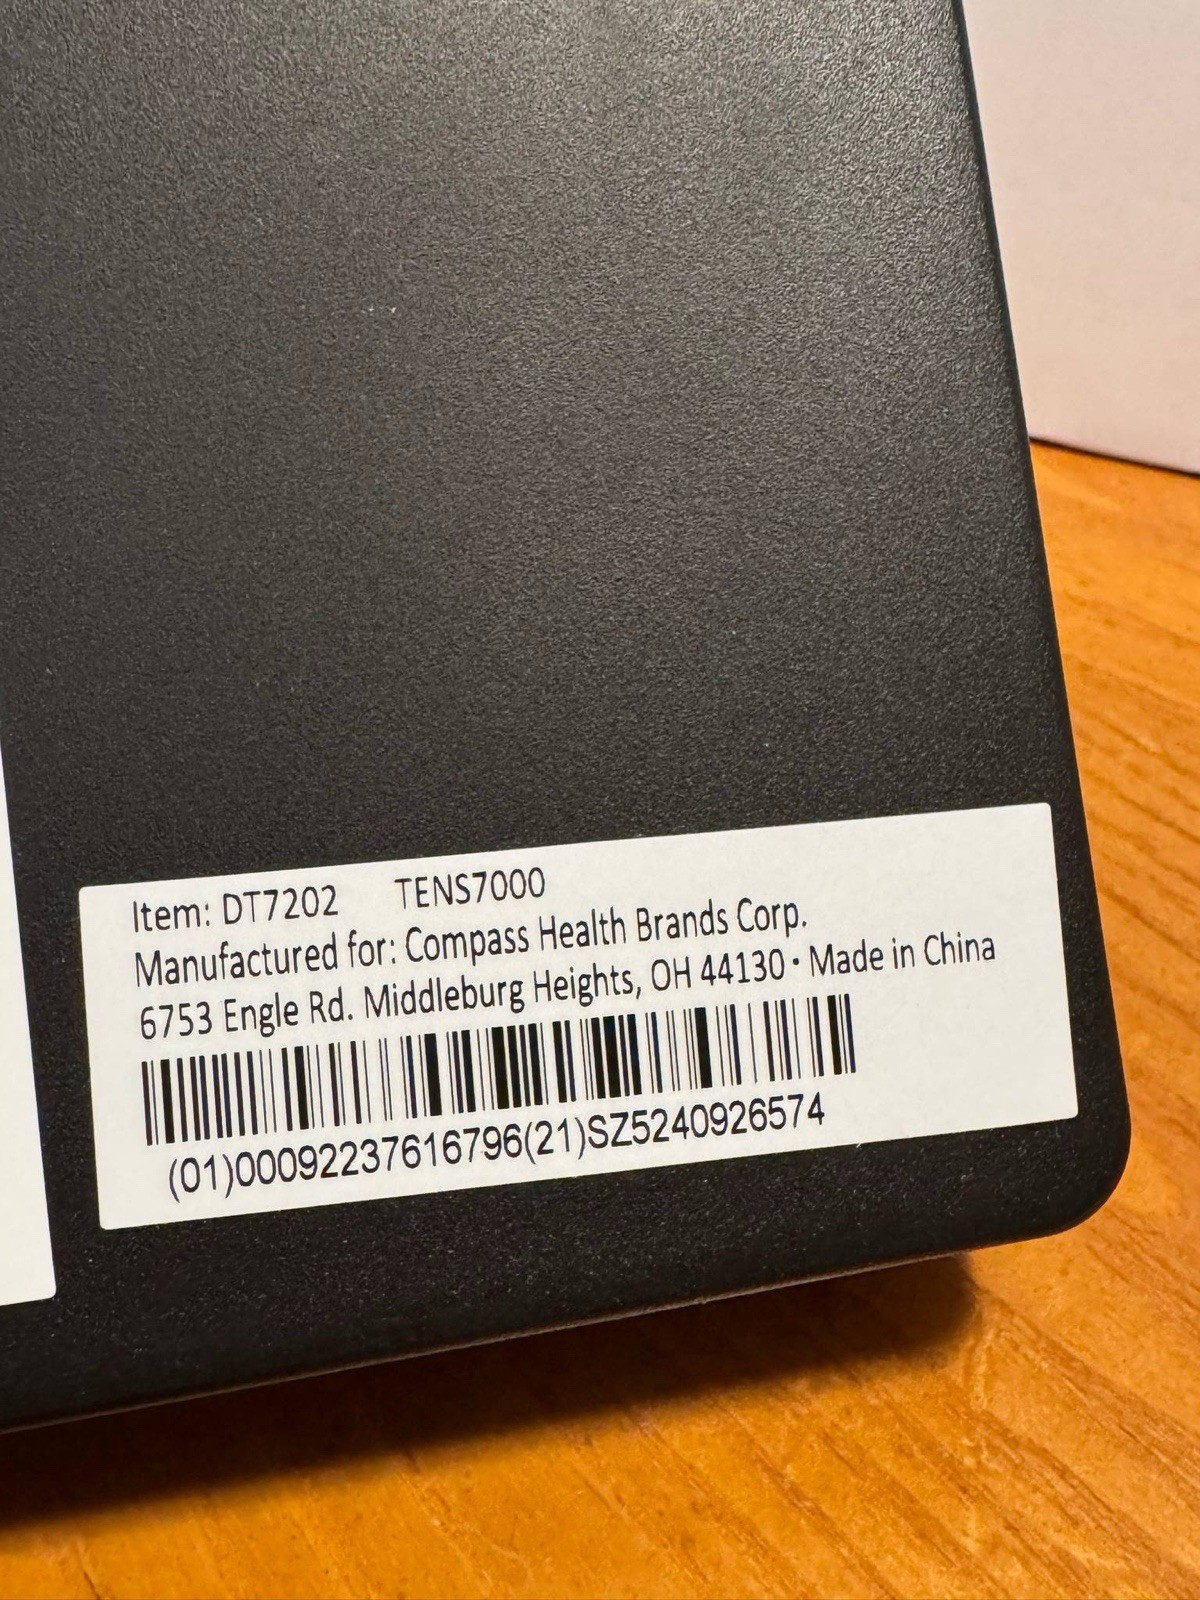 Item: DT7202 TENS7000
Manufactured for: Compass Health Brands Corp.
6753 Engle Rd. Middleburg Heights, OH 44130 • Made in China
(01)00092237616796(21)SZ5240926574